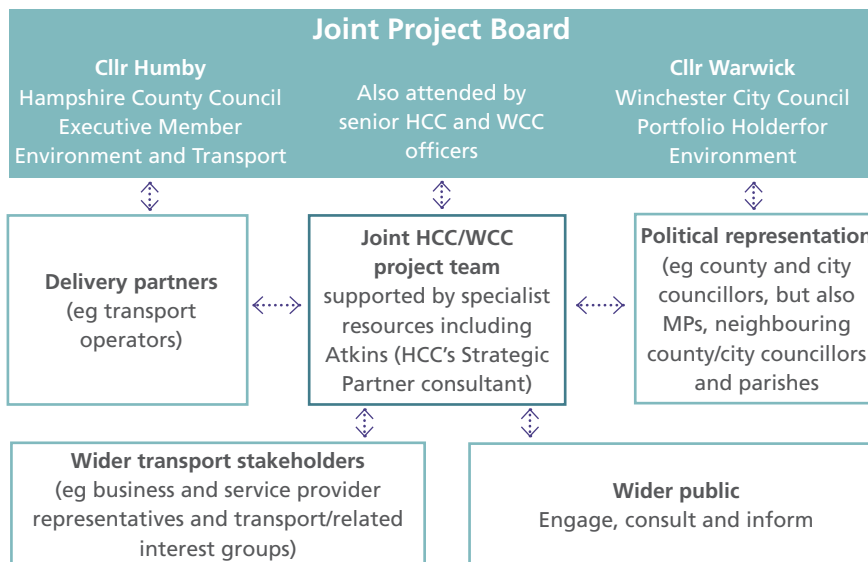 Joint Project Board
Cllr Humby
Hampshire County Council
Executive Member
Environment and Transport
Also attended by
senior HCC and WCC
officers
Cllr Warwick
Winchester City Council
Portfolio Holderfor
Environment
Delivery partners
(eg transport
operators)
Joint HCC/WCC
project team
supported by specialist
resources including
Atkins (HCC’s Strategic
Partner consultant)
Political representation
(eg county and city
councillors, but also
MPs, neighbouring
county/city councillors
and parishes
Wider transport stakeholders
(eg business and service provider
representatives and transport/related
interest groups)
Wider public
Engage, consult and inform